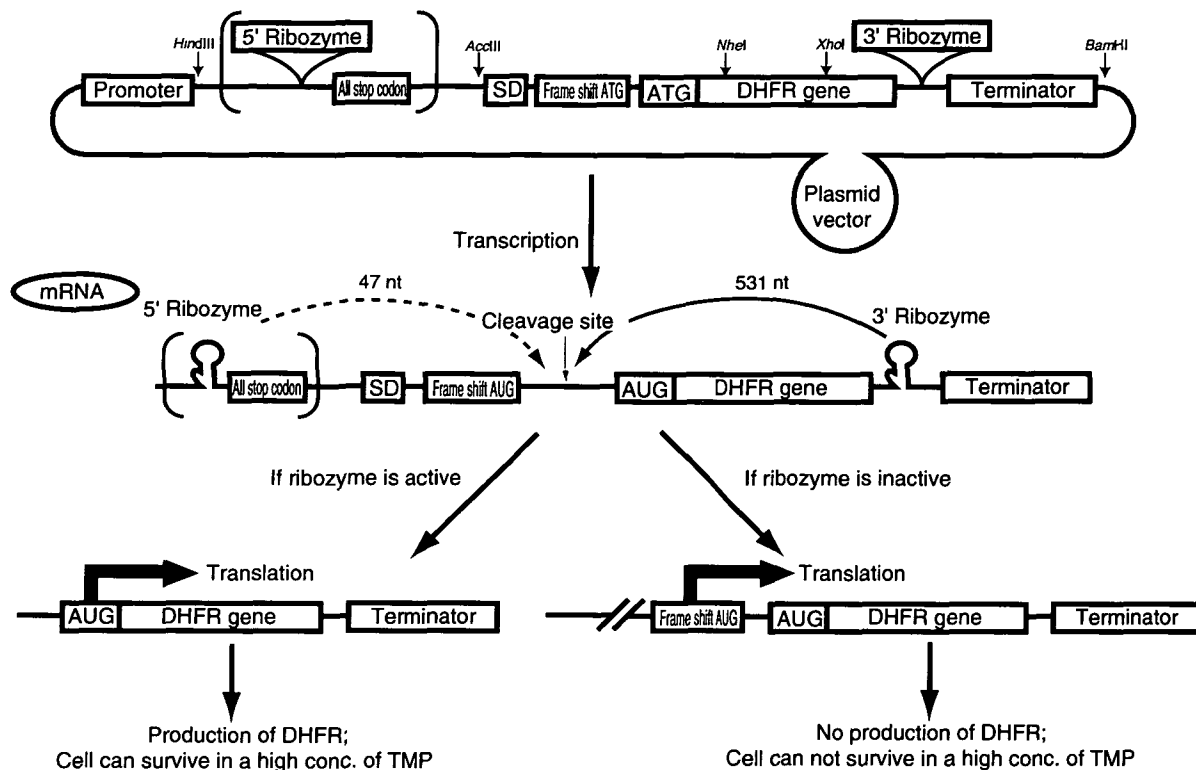 5' Ribozyme
3' Ribozyme
HindIII
AccIII
NheI
XhoI
BamHI
Promoter
All stop codon
SD
Frame shift ATG
ATG
DHFR gene
Terminator
Plasmid
vector
Transcription
mRNA
5' Ribozyme
47 nt
Cleavage site
531 nt
3' Ribozyme
All stop codon
SD
Frame shift AUG
AUG
DHFR gene
Terminator
If ribozyme is active
If ribozyme is inactive
Translation
AUG
DHFR gene
Terminator
Translation
Frame shift AUG
AUG
DHFR gene
Terminator
Production of DHFR;
Cell can survive in a high conc. of TMP
No production of DHFR;
Cell can not survive in a high conc. of TMP